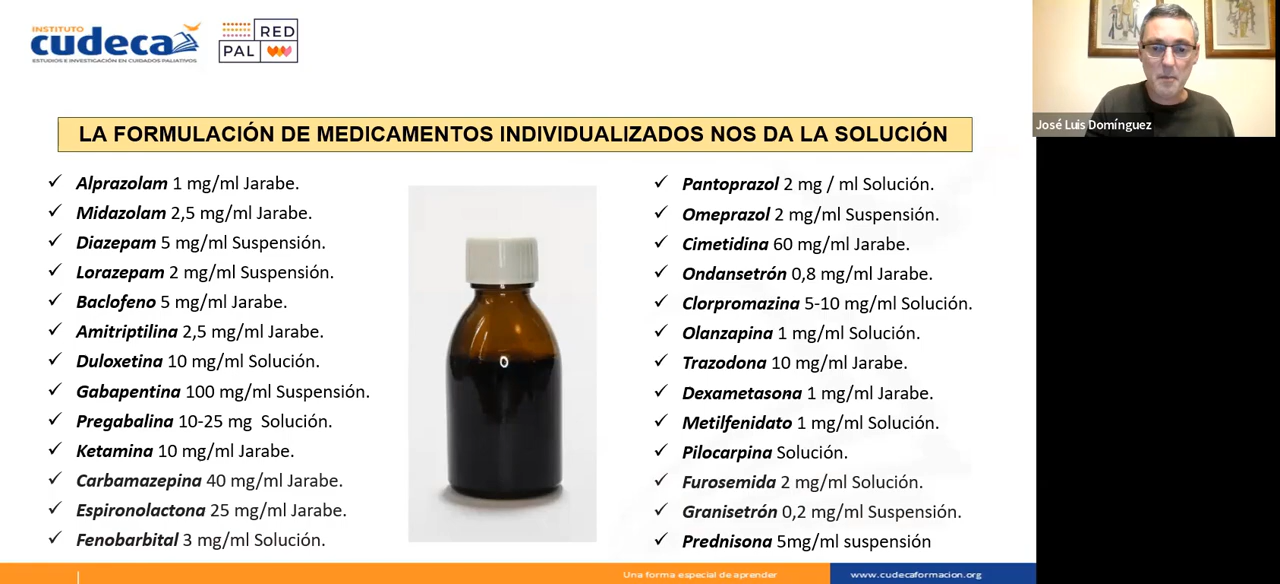 INSTITUTO
cudeca
ESTUDIOS E INVESTIGACIÓN EN CUIDADOS PALIATIVOS
RED
PAL
José Luis Domínguez
LA FORMULACIÓN DE MEDICAMENTOS INDIVIDUALIZADOS NOS DA LA SOLUCIÓN
Alprazolam 1 mg/ml Jarabe.
Midazolam 2,5 mg/ml Jarabe.
Diazepam 5 mg/ml Suspensión.
Lorazepam 2 mg/ml Suspensión.
Baclofeno 5 mg/ml Jarabe.
Amitriptilina 2,5 mg/ml Jarabe.
Duloxetina 10 mg/ml Solución.
Gabapentina 100 mg/ml Suspensión.
Pregabalina 10-25 mg  Solución.
Ketamina 10 mg/ml Jarabe.
Carbamazepina 40 mg/ml Jarabe.
Espironolactona 25 mg/ml Jarabe.
Fenobarbital 3 mg/ml Solución.
Pantoprazol 2 mg / ml Solución.
Omeprazol 2 mg/ml Suspensión.
Cimetidina 60 mg/ml Jarabe.
Ondansetrón 0,8 mg/ml Jarabe.
Clorpromazina 5-10 mg/ml Solución.
Olanzapina 1 mg/ml Solución.
Trazodona 10 mg/ml Jarabe.
Dexametasona 1 mg/ml Jarabe.
Metilfenidato 1 mg/ml Solución.
Pilocarpina Solución.
Furosemida 2 mg/ml Solución.
Granisetrón 0,2 mg/ml Suspensión.
Prednisona 5mg/ml suspensión
Una forma especial de aprender
www.cudecaformacion.org